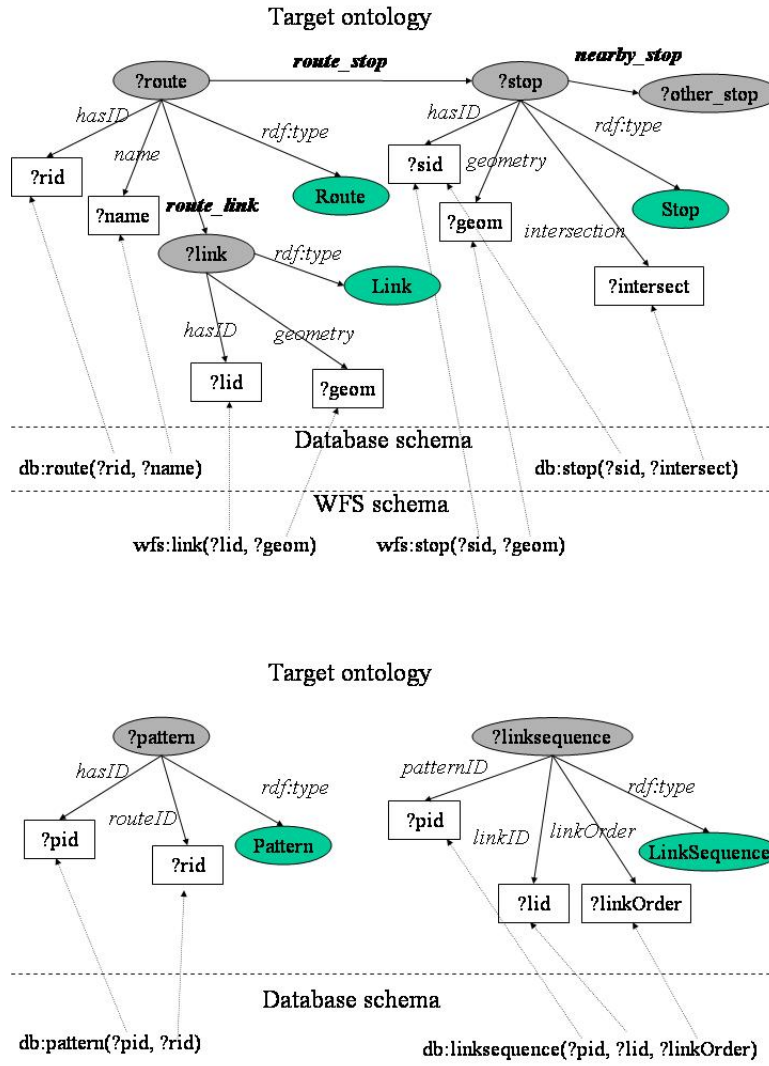 Target ontology
route_stop
nearby_stop
?route
?stop
?other_stop
hasID
name
rdf:type
hasID
geometry
rdf:type
?rid
?name
route_link
Route
?sid
?geom
intersection
Stop
?link
rdf:type
Link
?intersect
hasID
geometry
?lid
?geom
Database schema
db:route(?rid, ?name)
db:stop(?sid, ?intersect)
WFS schema
wfs:link(?lid, ?geom)
wfs:stop(?sid, ?geom)
Target ontology
?pattern
?linksequence
hasID
routeID
rdf:type
patternID
linkID
linkOrder
rdf:type
?pid
?rid
Pattern
?pid
LinkSequence
?lid
?linkOrder
Database schema
db:pattern(?pid, ?rid)
db:linksequence(?pid, ?lid, ?linkOrder)